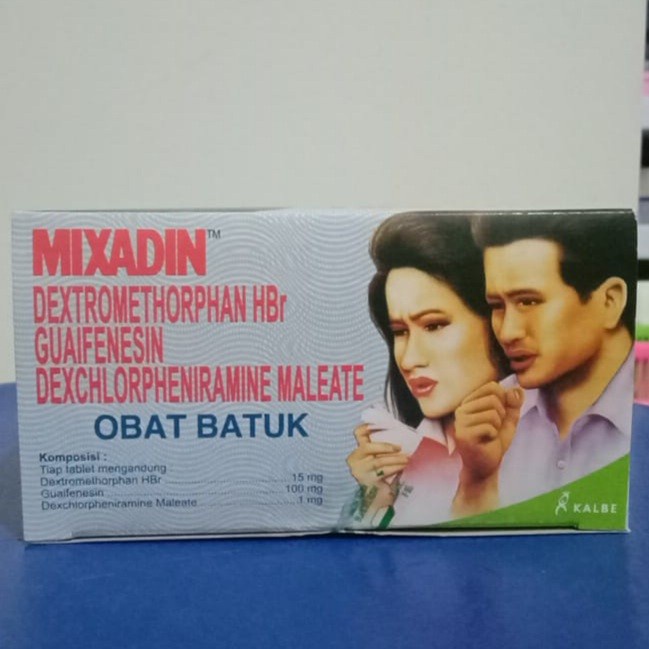 MIXADIN™
DEXTROMETHORPHAN HBr
GUAIFENESIN
DEXCHLORPHENIRAMINE MALEATE
OBAT BATUK
Komposisi :
Tiap tablet mengandung
Dextromethorphan HBr ........................ 15 mg
Guaifenesin ........................ 100 mg
Dexchlorpheniramine Maleate ........................ 1 mg
KALBE